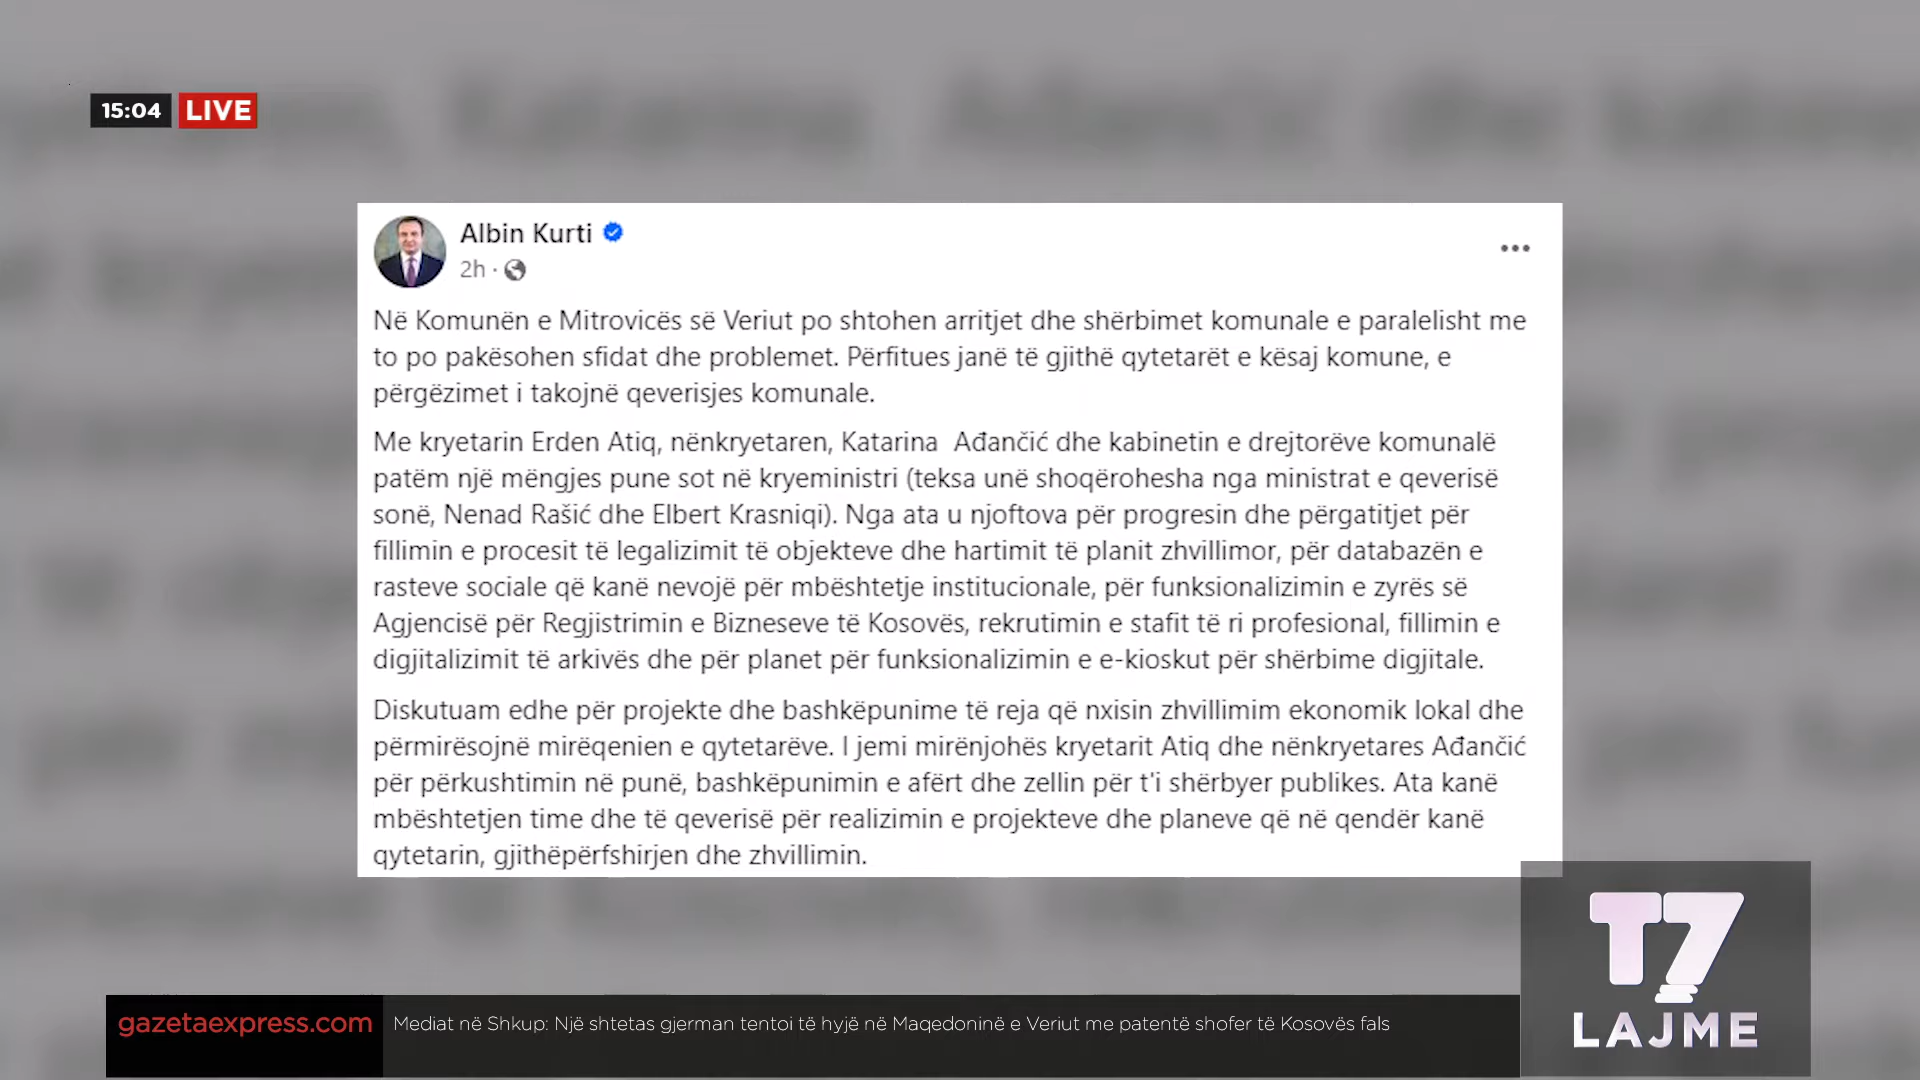 15:04 LIVE
Albin Kurti
2h
Në Komunën e Mitrovicës së Veriut po shtohen arritjet dhe shërbimet komunale e paralelisht me
to po pakësohen sfidat dhe problemet. Përfitues janë të gjithë qytetarët e kësaj komune, e
përgëzimet i takojnë qeverisjes komunale.
Me kryetarin Erden Atiq, nënkryetaren, Katarina  Ađančić dhe kabinetin e drejtorëve komunalë
patëm një mëngjes pune sot në kryeministri (teksa unë shoqërohesha nga ministrat e qeverisë
sonë, Nenad Rašić dhe Elbert Krasniqi). Nga ata u njoftova për progresin dhe përgatitjet për
fillimin e procesit të legalizimit të objekteve dhe hartimit të planit zhvillimor, për databazën e
rasteve sociale që kanë nevojë për mbështetje institucionale, për funksionalizimin e zyrës së
Agjencisë për Regjistrimin e Bizneseve të Kosovës, rekrutimin e stafit të ri profesional, fillimin e
digjitalizimit të arkivës dhe për planet për funksionalizimin e e-kioskut për shërbime digjitale.
Diskutuam edhe për projekte dhe bashkëpunime të reja që nxisin zhvillimim ekonomik lokal dhe
përmirësojnë mirëqenien e qytetarëve. I jemi mirënjohës kryetarit Atiq dhe nënkryetares Ađančić
për përkushtimin në punë, bashkëpunimin e afërt dhe zellin për t'i shërbyer publikes. Ata kanë
mbështetjen time dhe të qeverisë për realizimin e projekteve dhe planeve që në qendër kanë
qytetarin, gjithëpërfshirjen dhe zhvillimin.
T7
LAJME
gazetaexpress.com Mediat në Shkup: Një shtetas gjerman tentoi të hyjë në Maqedoninë e Veriut me patentë shofer të Kosovës fals